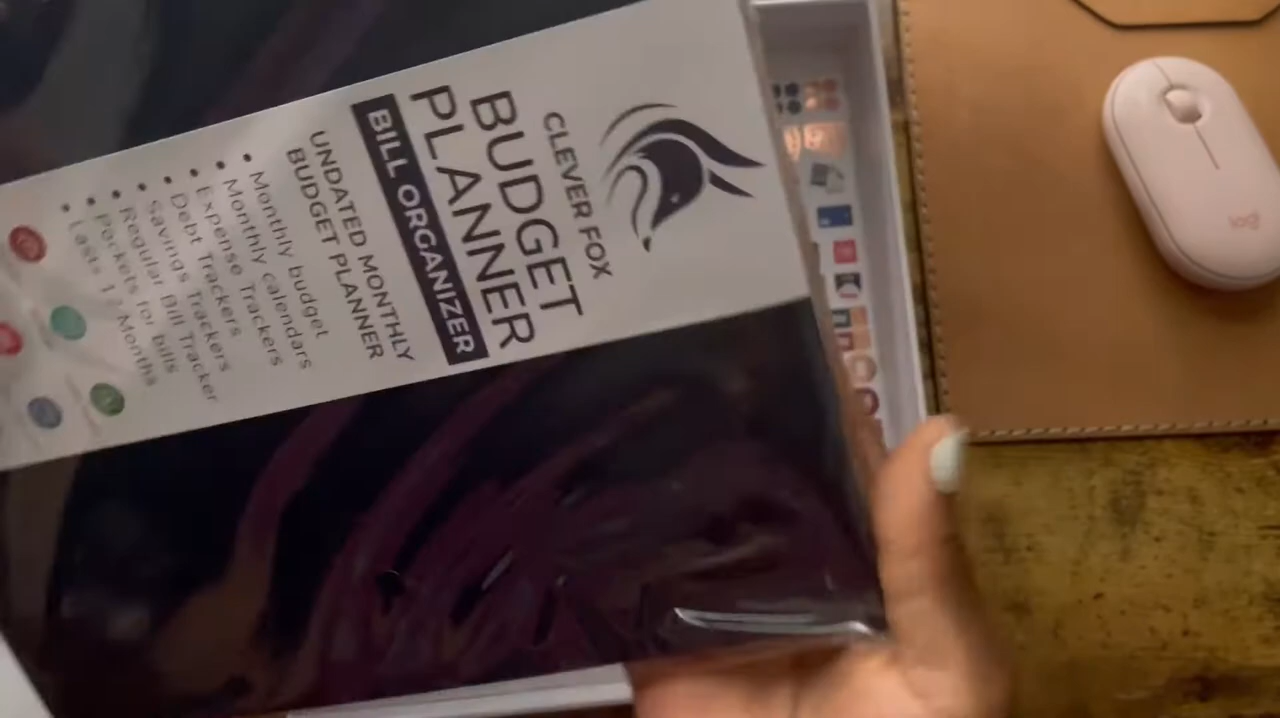 CLEVER FOX
BUDGET
PLANNER
BILL ORGANIZER
UNDATED MONTHLY
BUDGET PLANNER
• Monthly budget
• Monthly calendars
• Expense Trackers
• Debt Trackers
• Savings Trackers
• Regular Bill Tracker
• Pockets for bills
• Lasts 12 Months
logi